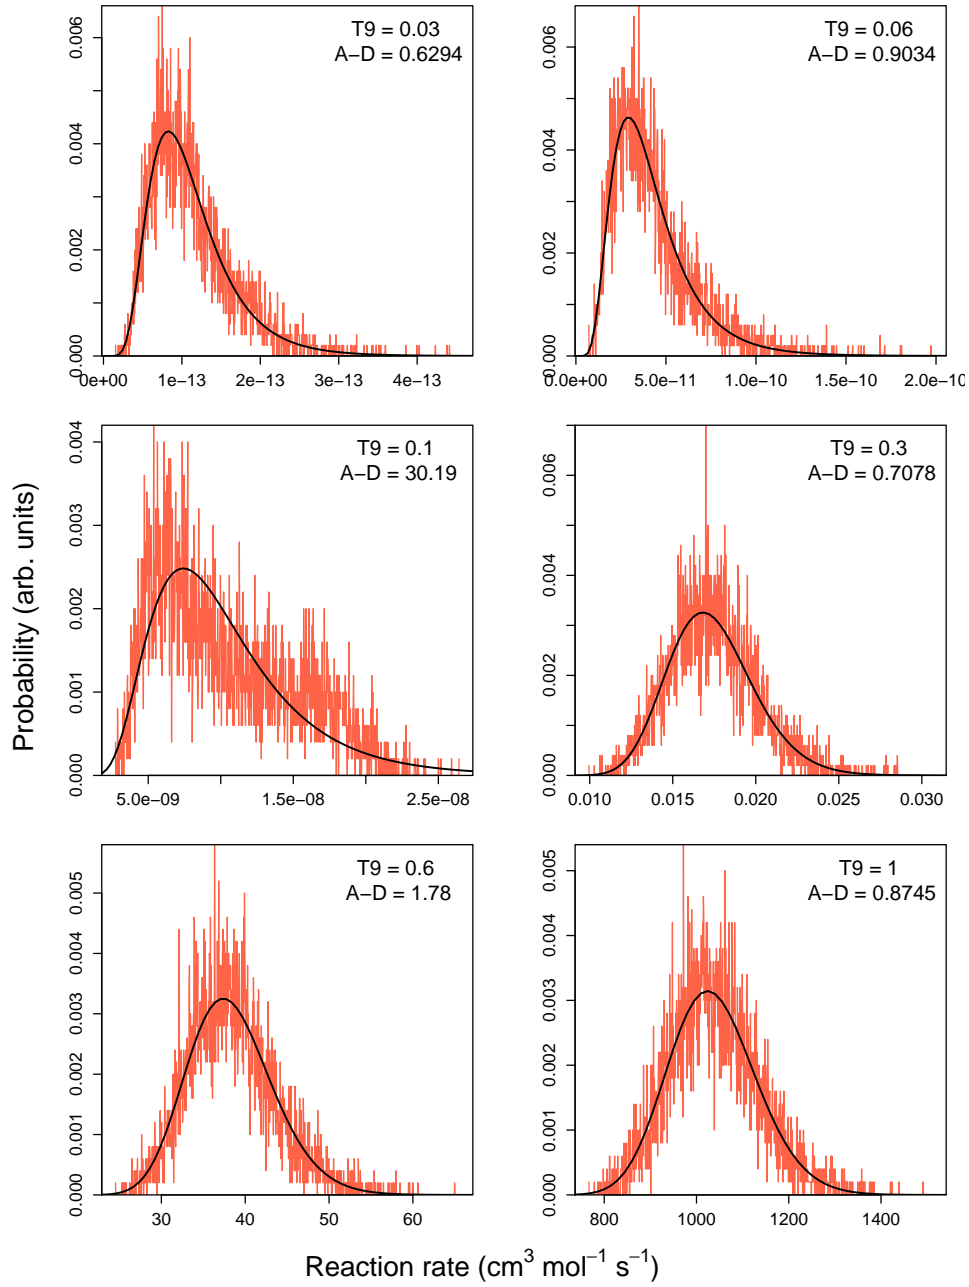 T9 = 0.03
A−D = 0.6294
0.000
0.002
0.004
0.006
0e+00
1e−13
2e−13
3e−13
4e−13
T9 = 0.06
A−D = 0.9034
0.000
0.002
0.004
0.006
0.0e+00
5.0e−11
1.0e−10
1.5e−10
2.0e−10
T9 = 0.1
A−D = 30.19
0.000
0.001
0.002
0.003
0.004
5.0e−09
1.5e−08
2.5e−08
T9 = 0.3
A−D = 0.7078
0.000
0.002
0.004
0.006
0.010
0.015
0.020
0.025
0.030
T9 = 0.6
A−D = 1.78
0.000
0.001
0.002
0.003
0.004
0.005
30
40
50
60
T9 = 1
A−D = 0.8745
0.000
0.001
0.002
0.003
0.004
0.005
800
1000
1200
1400
Probability (arb. units)
Reaction rate (cm³ mol⁻¹ s⁻¹)